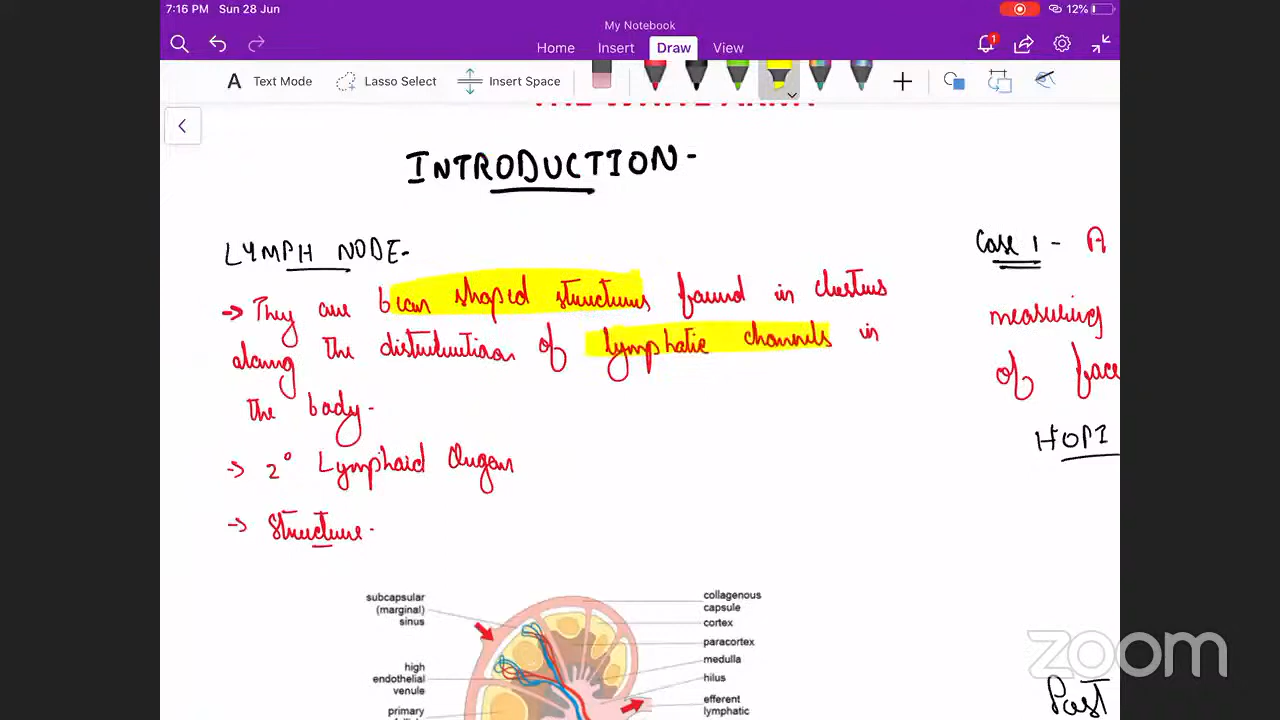 7:16 PM Sun 28 Jun
12%
My Notebook
Home Insert Draw View
1
A Text Mode Lasso Select Insert Space
INTRODUCTION-
LYMPH NODE-
→ They are bean shaped structures found in clusters
along the distribution of lymphatic channels in
the body.
→ 2° Lymphoid Organ
→ Structure.
Case 1 - A
measuring
of face
HOPI
Past
subcapsular
(marginal)
sinus
high
endothelial
venule
primary
collagenous
capsule
cortex
paracortex
medulla
hilus
efferent
lymphatic
zoom